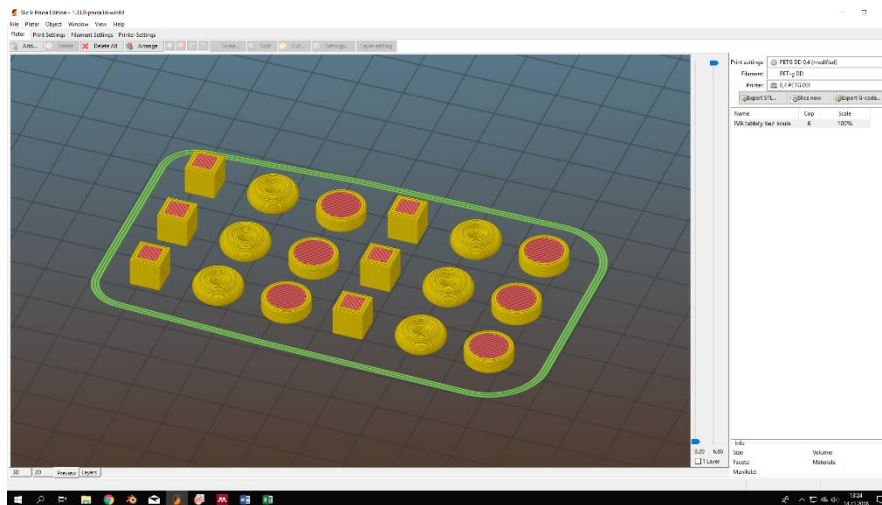 Slic3r Prusa Edition - 1.33.8-prusa3d-win64
File Plater Object Window View Help
Plater Print Settings Filament Settings Printer Settings
Add... Delete Delete All Arrange Scale... Split Cut... Settings... Layer editing
Print settings: PETG DD 0,4 (modified)
Filament: PET-g DD
Printer: 0,4 PETG DD
Export STL... Slice now Export G-code...
Name Cop Scale
IVA tablety bez koule 6 100%
0.20 6.80
1 Layer
Info
Size: Volume:
Facets: Materials:
Manifold:
3D 2D Preview Layers
13:24
14.11.2018